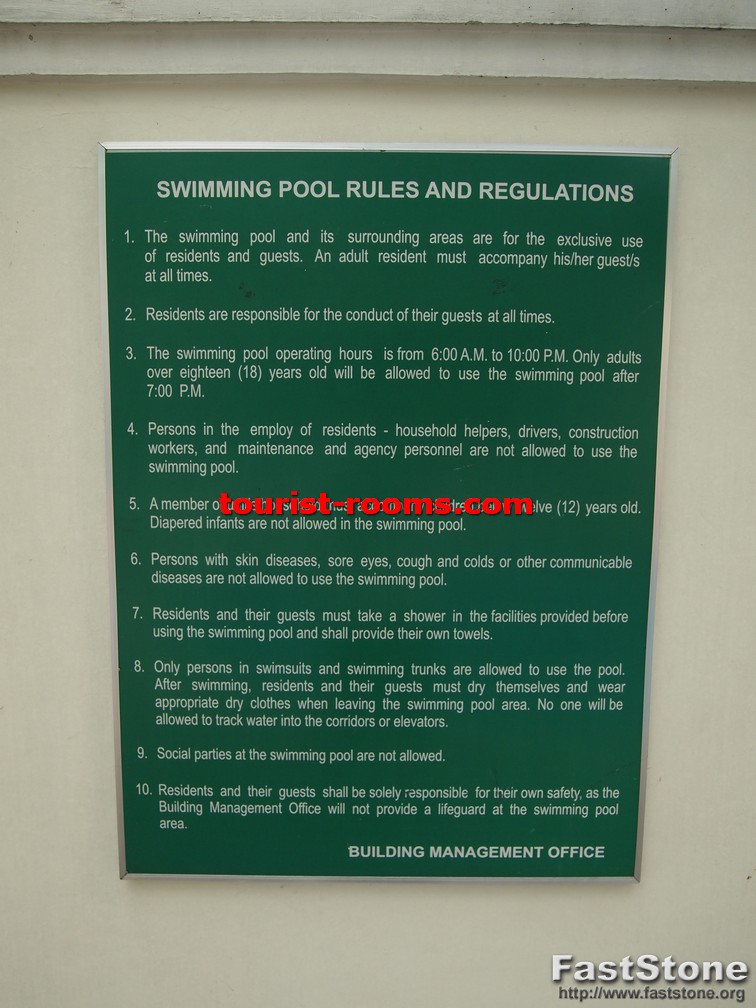 SWIMMING POOL RULES AND REGULATIONS
1. The swimming pool and its surrounding areas are for the exclusive use
of residents and guests. An adult resident must accompany his/her guest/s
at all times.
2. Residents are responsible for the conduct of their guests at all times.
3. The swimming pool operating hours is from 6:00 A.M. to 10:00 P.M. Only adults
over eighteen (18) years old will be allowed to use the swimming pool after
7:00 P.M.
4. Persons in the employ of residents - household helpers, drivers, construction
workers, and maintenance and agency personnel are not allowed to use the
swimming pool.
5. A member of (12) years old.
tourist-rooms.com
Diapered infants are not allowed in the swimming pool.
6. Persons with skin diseases, sore eyes, cough and colds or other communicable
diseases are not allowed to use the swimming pool.
7. Residents and their guests must take a shower in the facilities provided before
using the swimming pool and shall provide their own towels.
8. Only persons in swimsuits and swimming trunks are allowed to use the pool.
After swimming, residents and their guests must dry themselves and wear
appropriate dry clothes when leaving the swimming pool area. No one will be
allowed to track water into the corridors or elevators.
9. Social parties at the swimming pool are not allowed.
10. Residents and their guests shall be solely responsible for their own safety, as the
Building Management Office will not provide a lifeguard at the swimming pool
area.
BUILDING MANAGEMENT OFFICE
FastStone
http://www.faststone.org